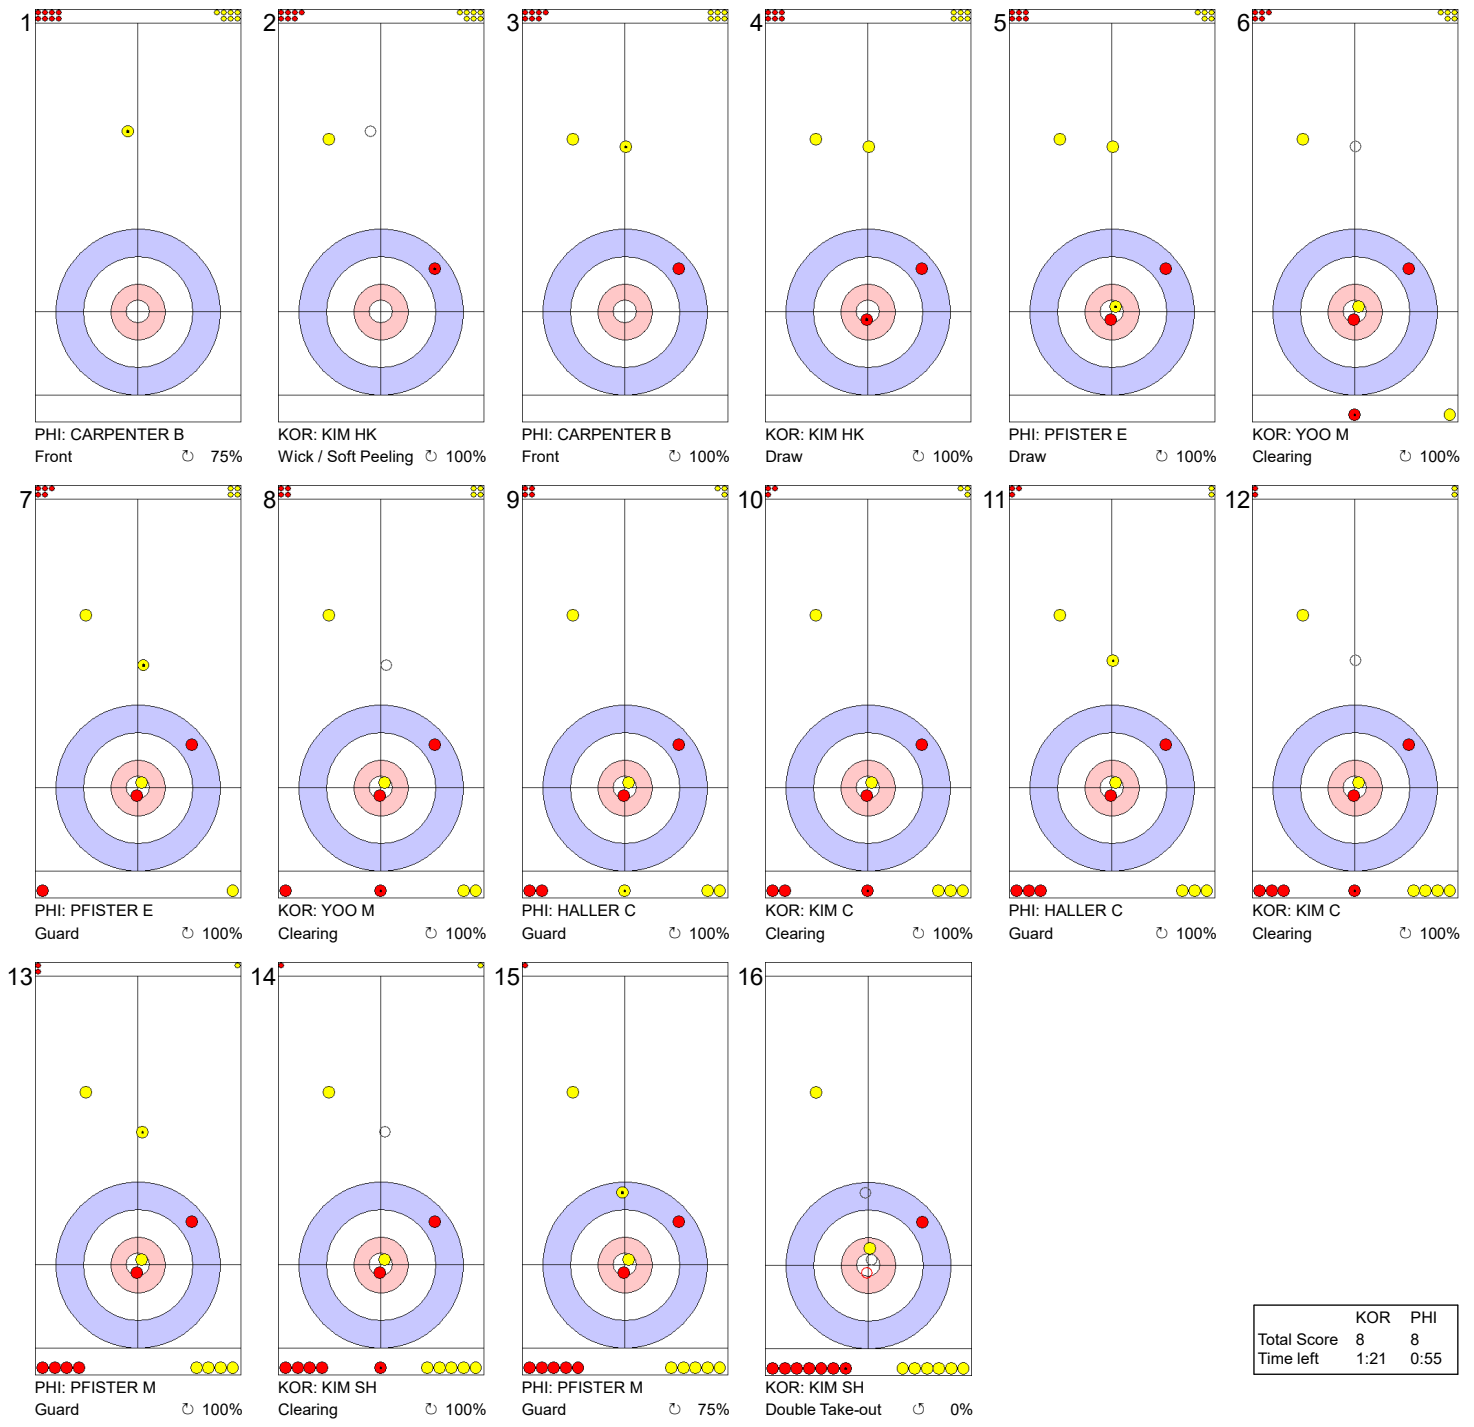 1
PHI: CARPENTER B
Front ↻ 75%
2
KOR: KIM HK
Wick / Soft Peeling ↻ 100%
3
PHI: CARPENTER B
Front ↻ 100%
4
KOR: KIM HK
Draw ↻ 100%
5
PHI: PFISTER E
Draw ↻ 100%
6
KOR: YOO M
Clearing ↻ 100%
7
PHI: PFISTER E
Guard ↻ 100%
8
KOR: YOO M
Clearing ↻ 100%
9
PHI: HALLER C
Guard ↻ 100%
10
KOR: KIM C
Clearing ↻ 100%
11
PHI: HALLER C
Guard ↻ 100%
12
KOR: KIM C
Clearing ↻ 100%
13
PHI: PFISTER M
Guard ↻ 100%
14
KOR: KIM SH
Clearing ↻ 100%
15
PHI: PFISTER M
Guard ↻ 75%
16
KOR: KIM SH
Double Take-out ↺ 0%
KOR PHI
Total Score 8 8
Time left 1:21 0:55